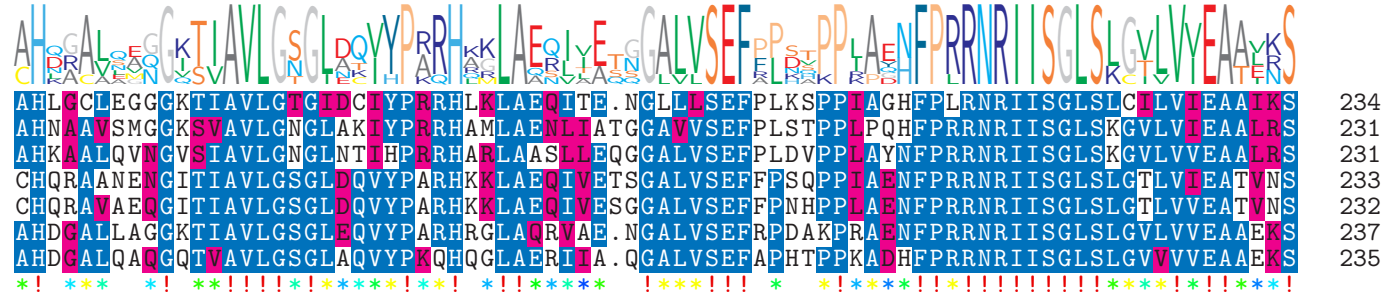 AHLGCLEGGGKTIAVLGTGIDCIYPRRHLKLAEQITE.NGLLLSEFPLKSPPIAGHFPLRNRIISGLSLCILVIEAAIKS 234
AHNAAVSMGGKSVAVLGNGLAKIYPRRHAMLAENLIATGGAVVSEFPLSTPPLPQHFPRRNRIISGLSKGVLVIEAALRS 231
AHKAALQVNGVSIAVLGNGLNTIHPRRHARLAASLLEQGGALVSEFPLDVPPLAYNFPRRNRIISGLSKGVLVVEAALRS 231
CHQRAANENGITIAVLGSGLDQVYPARHKKLAEQIVETSGALVSEFFPSQPPIAENFPRRNRIISGLSLGTLVIEATVNS 233
CHQRAVAEQGITIAVLGSGLDQVYPARHKKLAEQIVESGGALVSEFFPNHPPLAENFPRRNRIISGLSLGTLVVEATVNS 232
AHDGALLAGGKTIAVLGSGLEQVYPARHRGLAQRVAE.NGALVSEFRPDAKPRAENFPRRNRIISGLSLGVLVVEAAEKS 237
AHDGALQAQGQTVAVLGSGLAQVYPKQHQGLAERIIA.QGALVSEFAPHTPPKADHFPRRNRIISGLSLGVVVVEAAEKS 235